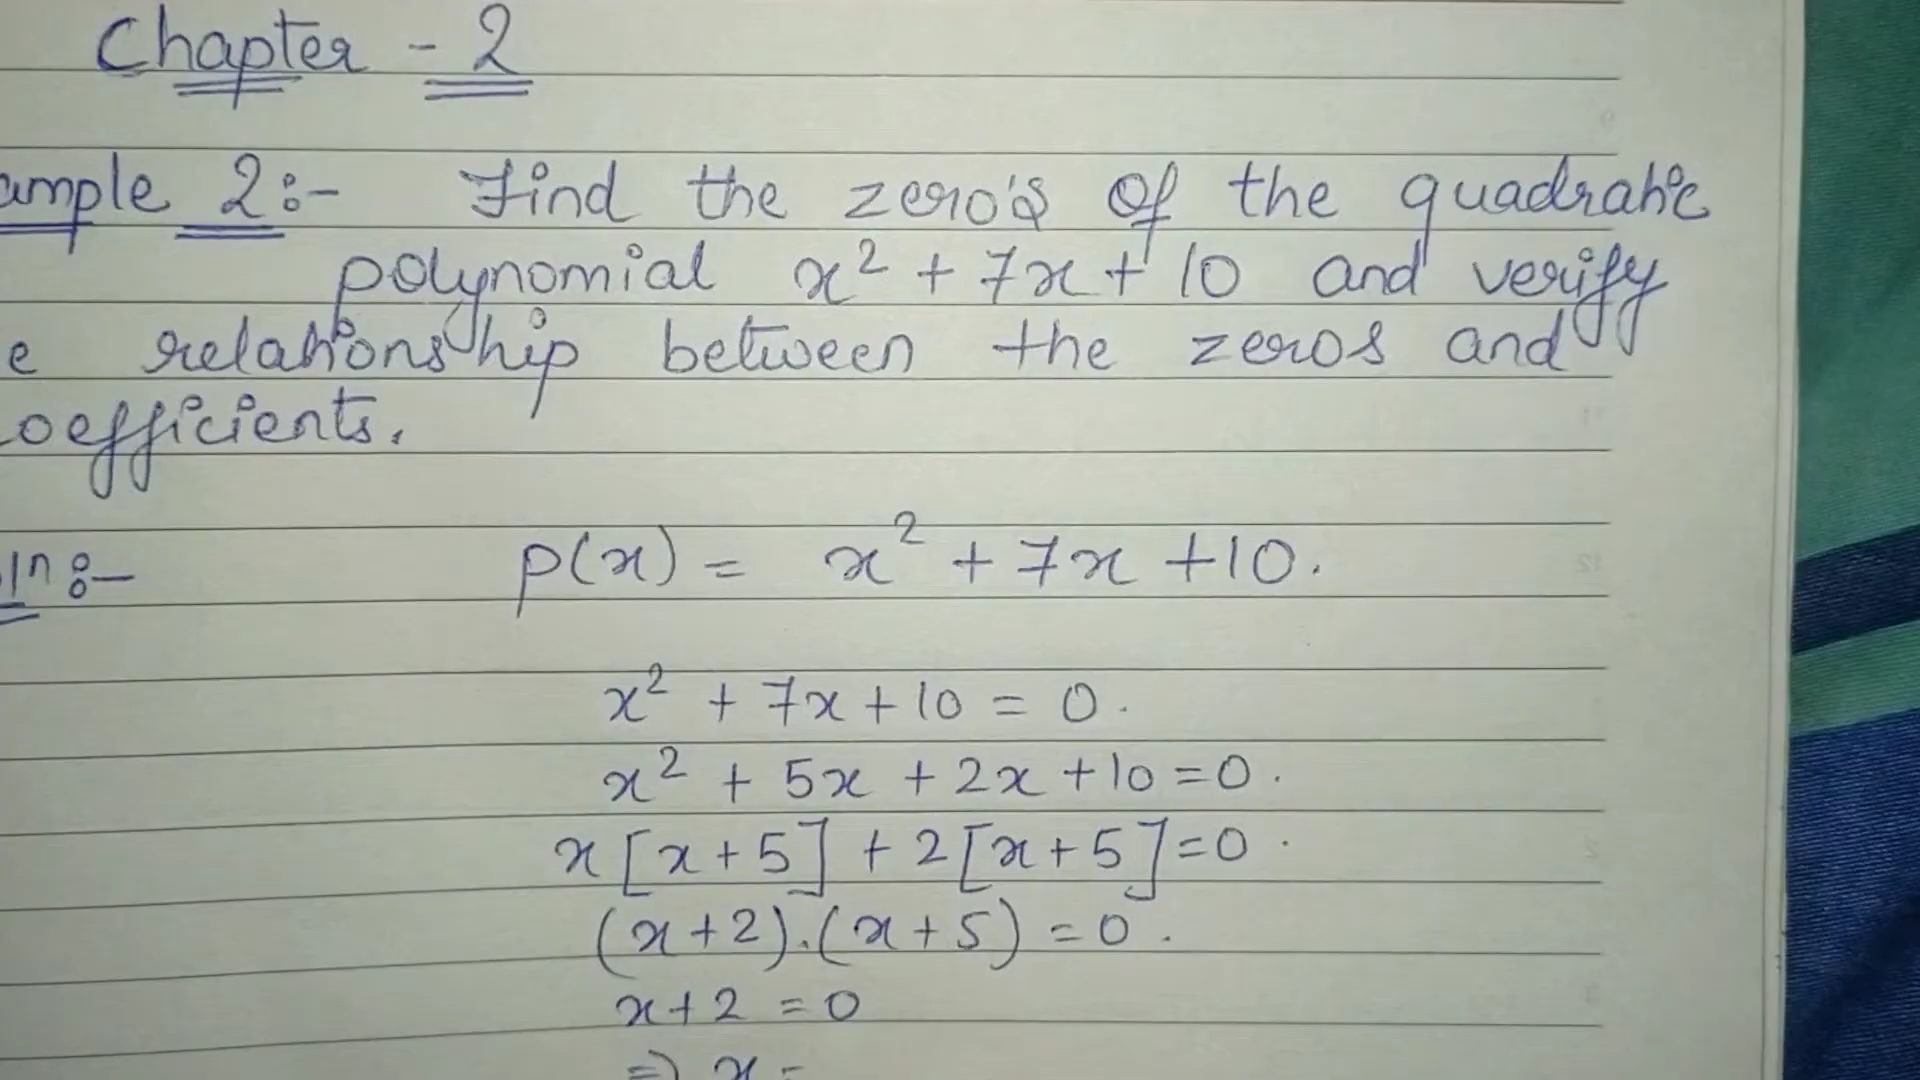 Chapter - 2
ample 2:- Find the zero's of the quadratic
polynomial x² + 7x + 10 and verify
e relationship between the zeros and
oefficients.
ln :- p(x) = x² + 7x + 10.
x² + 7x + 10 = 0.
x² + 5x + 2x + 10 = 0.
x[x+5] + 2[x+5] = 0.
(x+2).(x+5) = 0.
x + 2 = 0
⇒ x =